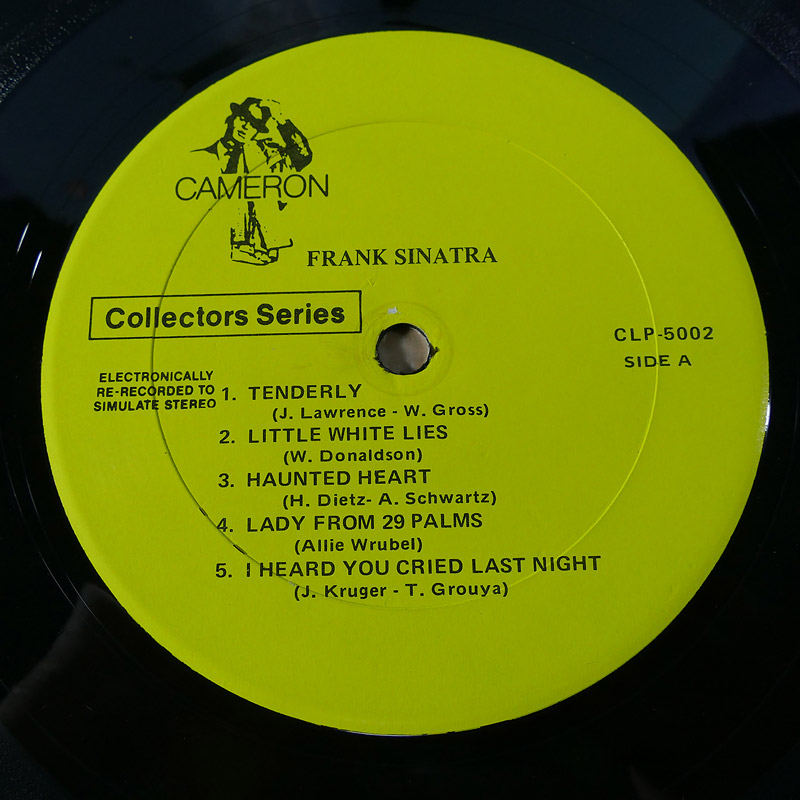 CAMERON
FRANK SINATRA
Collectors Series
CLP-5002
SIDE A
ELECTRONICALLY
RE-RECORDED TO
SIMULATE STEREO
1. TENDERLY
(J. Lawrence - W. Gross)
2. LITTLE WHITE LIES
(W. Donaldson)
3. HAUNTED HEART
(H. Dietz- A. Schwartz)
4. LADY FROM 29 PALMS
(Allie Wrubel)
5. I HEARD YOU CRIED LAST NIGHT
(J. Kruger - T. Grouya)